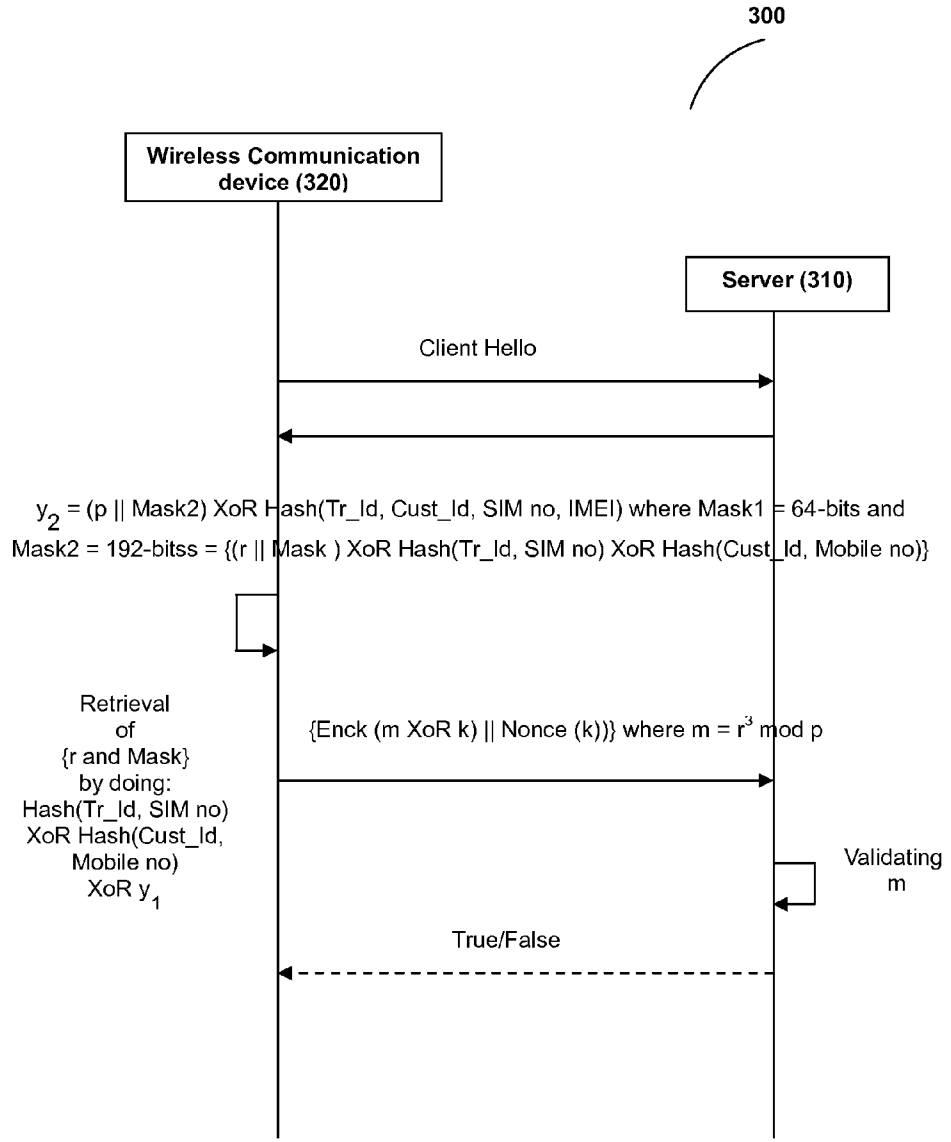 300
Wireless Communication
device (320)
Server (310)
Client Hello
y2 = (p || Mask2) XoR Hash(Tr_Id, Cust_Id, SIM no, IMEI) where Mask1 = 64-bits and
Mask2 = 192-bitss = {(r || Mask ) XoR Hash(Tr_Id, SIM no) XoR Hash(Cust_Id, Mobile no)}
Retrieval
of
{r and Mask}
by doing:
Hash(Tr_Id, SIM no)
XoR Hash(Cust_Id,
Mobile no)
XoR y1
{Enck (m XoR k) || Nonce (k))} where m = r³ mod p
Validating
m
True/False